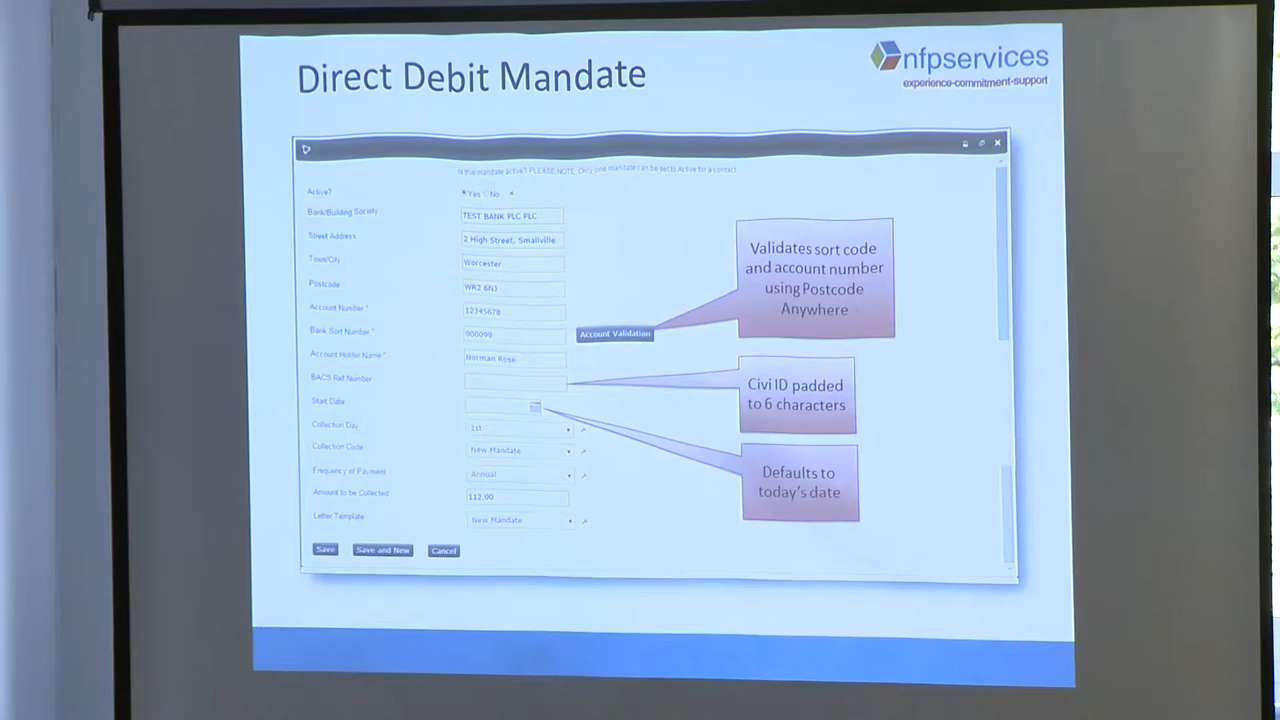 Direct Debit Mandate
nfpservices
experience-commitment-support
Is this mandate active? PLEASE NOTE; Only one mandate can be set to Active for a contact
Active?
Yes No
Bank/Building Society
TEST BANK PLC PLC
Street Address
2 High Street, Smallville
Town/City
Worcester
Postcode
WR2 6NJ
Account Number *
12345678
Bank Sort Number *
000099
Account Validation
Account Holder Name *
Norman Rose
BACS Ref Number
Start Date
Collection Day
1st
Collection Code
New Mandate
Frequency of Payment
Annual
Amount to be Collected
112.00
Letter Template
New Mandate
Save
Save and New
Cancel
Validates sort code
and account number
using Postcode
Anywhere
Civi ID padded
to 6 characters
Defaults to
today's date